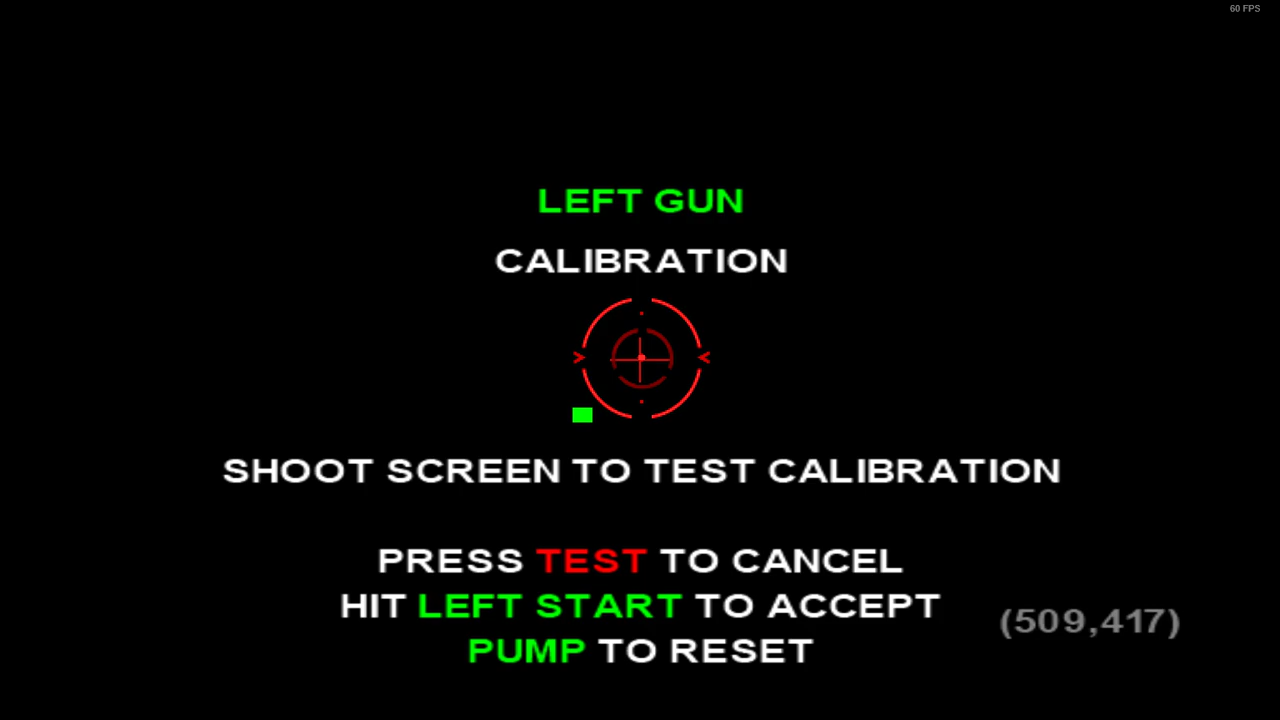 60 FPS
LEFT GUN
CALIBRATION
SHOOT SCREEN TO TEST CALIBRATION
PRESS TEST TO CANCEL
HIT LEFT START TO ACCEPT
(509,417)
PUMP TO RESET